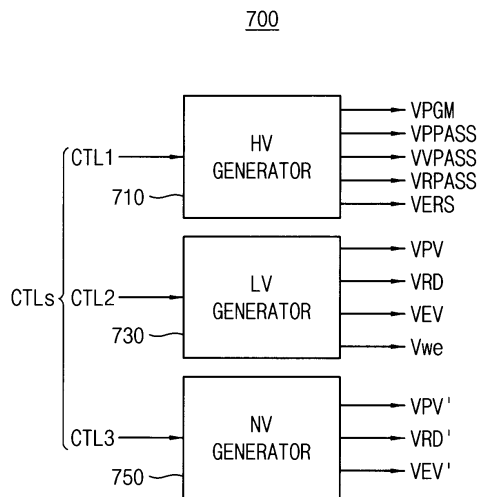 700
CTLs
CTL1
HV
GENERATOR
710
VPGM
VPPASS
VVPASS
VRPASS
VERS
CTL2
LV
GENERATOR
730
VPV
VRD
VEV
Vwe
CTL3
NV
GENERATOR
750
VPV'
VRD'
VEV'